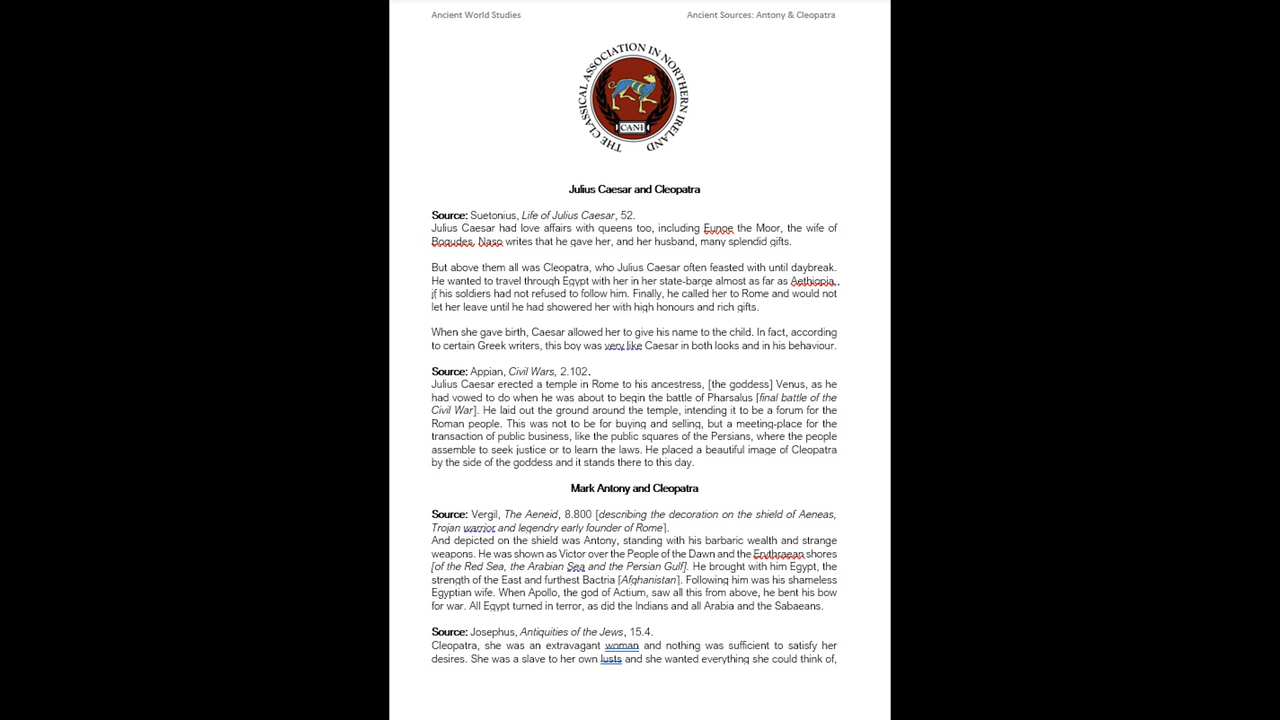 Ancient World Studies
Ancient Sources: Antony & Cleopatra
THE CLASSICAL ASSOCIATION IN NORTHERN IRELAND
CANI
Julius Caesar and Cleopatra
Source: Suetonius, Life of Julius Caesar, 52.
Julius Caesar had love affairs with queens too, including Eunoe the Moor, the wife of
Bogudes. Naso writes that he gave her, and her husband, many splendid gifts.
But above them all was Cleopatra, who Julius Caesar often feasted with until daybreak.
He wanted to travel through Egypt with her in her state-barge almost as far as Aethiopia,
if his soldiers had not refused to follow him. Finally, he called her to Rome and would not
let her leave until he had showered her with high honours and rich gifts.
When she gave birth, Caesar allowed her to give his name to the child. In fact, according
to certain Greek writers, this boy was very like Caesar in both looks and in his behaviour.
Source: Appian, Civil Wars, 2.102.
Julius Caesar erected a temple in Rome to his ancestress, [the goddess] Venus, as he
had vowed to do when he was about to begin the battle of Pharsalus [final battle of the
Civil War]. He laid out the ground around the temple, intending it to be a forum for the
Roman people. This was not to be for buying and selling, but a meeting-place for the
transaction of public business, like the public squares of the Persians, where the people
assemble to seek justice or to learn the laws. He placed a beautiful image of Cleopatra
by the side of the goddess and it stands there to this day.
Mark Antony and Cleopatra
Source: Vergil, The Aeneid, 8.800 [describing the decoration on the shield of Aeneas,
Trojan warrior and legendry early founder of Rome].
And depicted on the shield was Antony, standing with his barbaric wealth and strange
weapons. He was shown as Victor over the People of the Dawn and the Erythraean shores
[of the Red Sea, the Arabian Sea and the Persian Gulf]. He brought with him Egypt, the
strength of the East and furthest Bactria [Afghanistan]. Following him was his shameless
Egyptian wife. When Apollo, the god of Actium, saw all this from above, he bent his bow
for war. All Egypt turned in terror, as did the Indians and all Arabia and the Sabaeans.
Source: Josephus, Antiquities of the Jews, 15.4.
Cleopatra, she was an extravagant woman and nothing was sufficient to satisfy her
desires. She was a slave to her own lusts and she wanted everything she could think of,